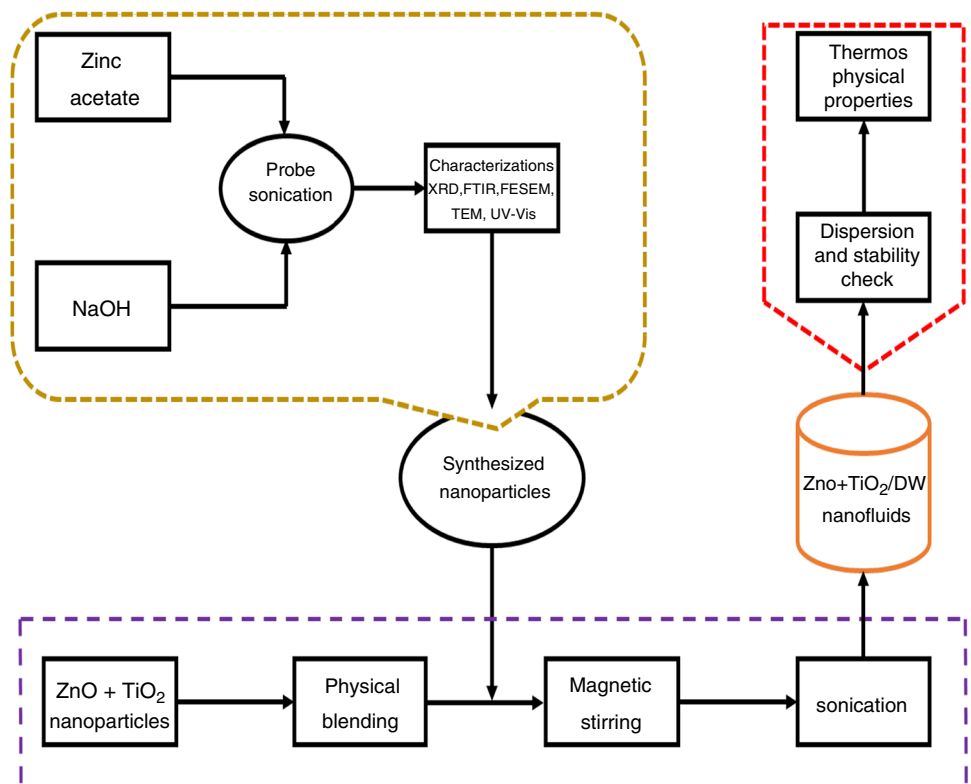 Zinc
acetate
Probe
sonication
NaOH
Characterizations
XRD,FTIR,FESEM,
TEM, UV-Vis
Synthesized
nanoparticles
Thermos
physical
properties
Dispersion
and stability
check
Zno+TiO₂/DW
nanofluids
ZnO + TiO₂
nanoparticles
Physical
blending
Magnetic
stirring
sonication